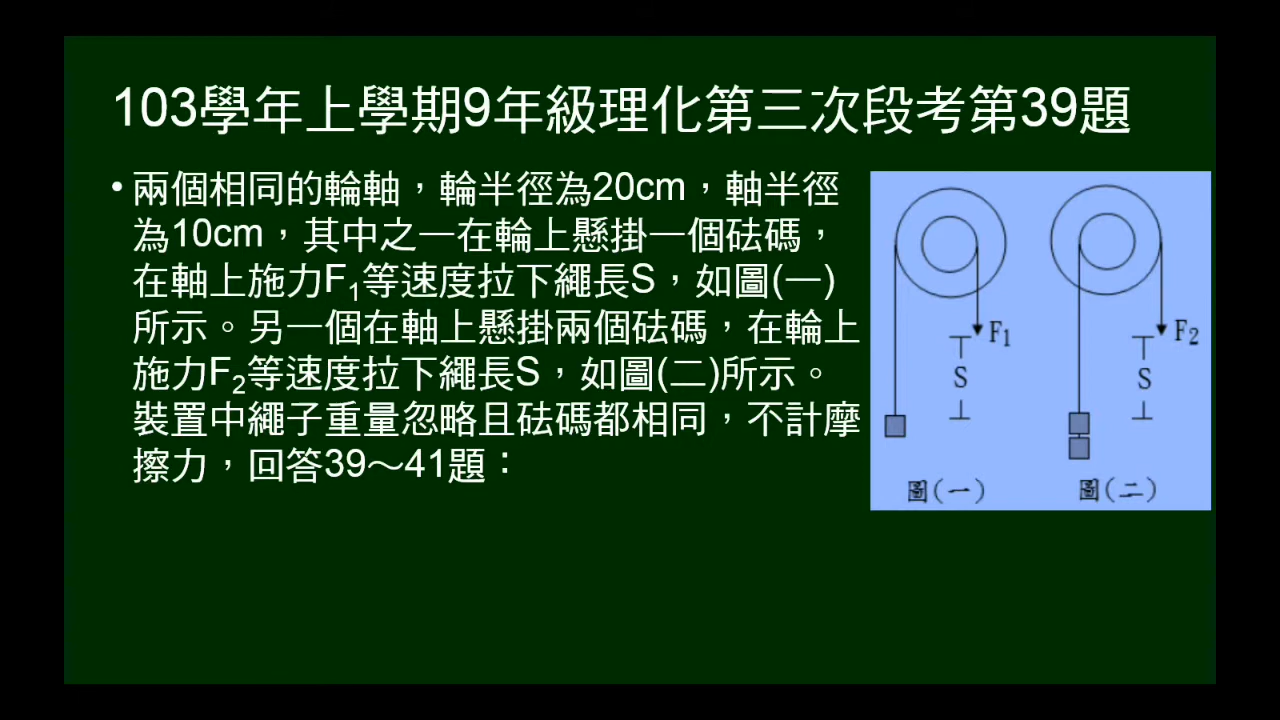 103學年上學期9年級理化第三次段考第39題
• 兩個相同的輪軸，輪半徑為20cm，軸半徑
為10cm，其中之一在輪上懸掛一個砝碼，
在軸上施力F₁等速度拉下繩長S，如圖(一)
所示。另一個在軸上懸掛兩個砝碼，在輪上
施力F₂等速度拉下繩長S，如圖(二)所示。
裝置中繩子重量忽略且砝碼都相同，不計摩
擦力，回答39～41題：
F₁
S
圖(一)
F₂
S
圖(二)